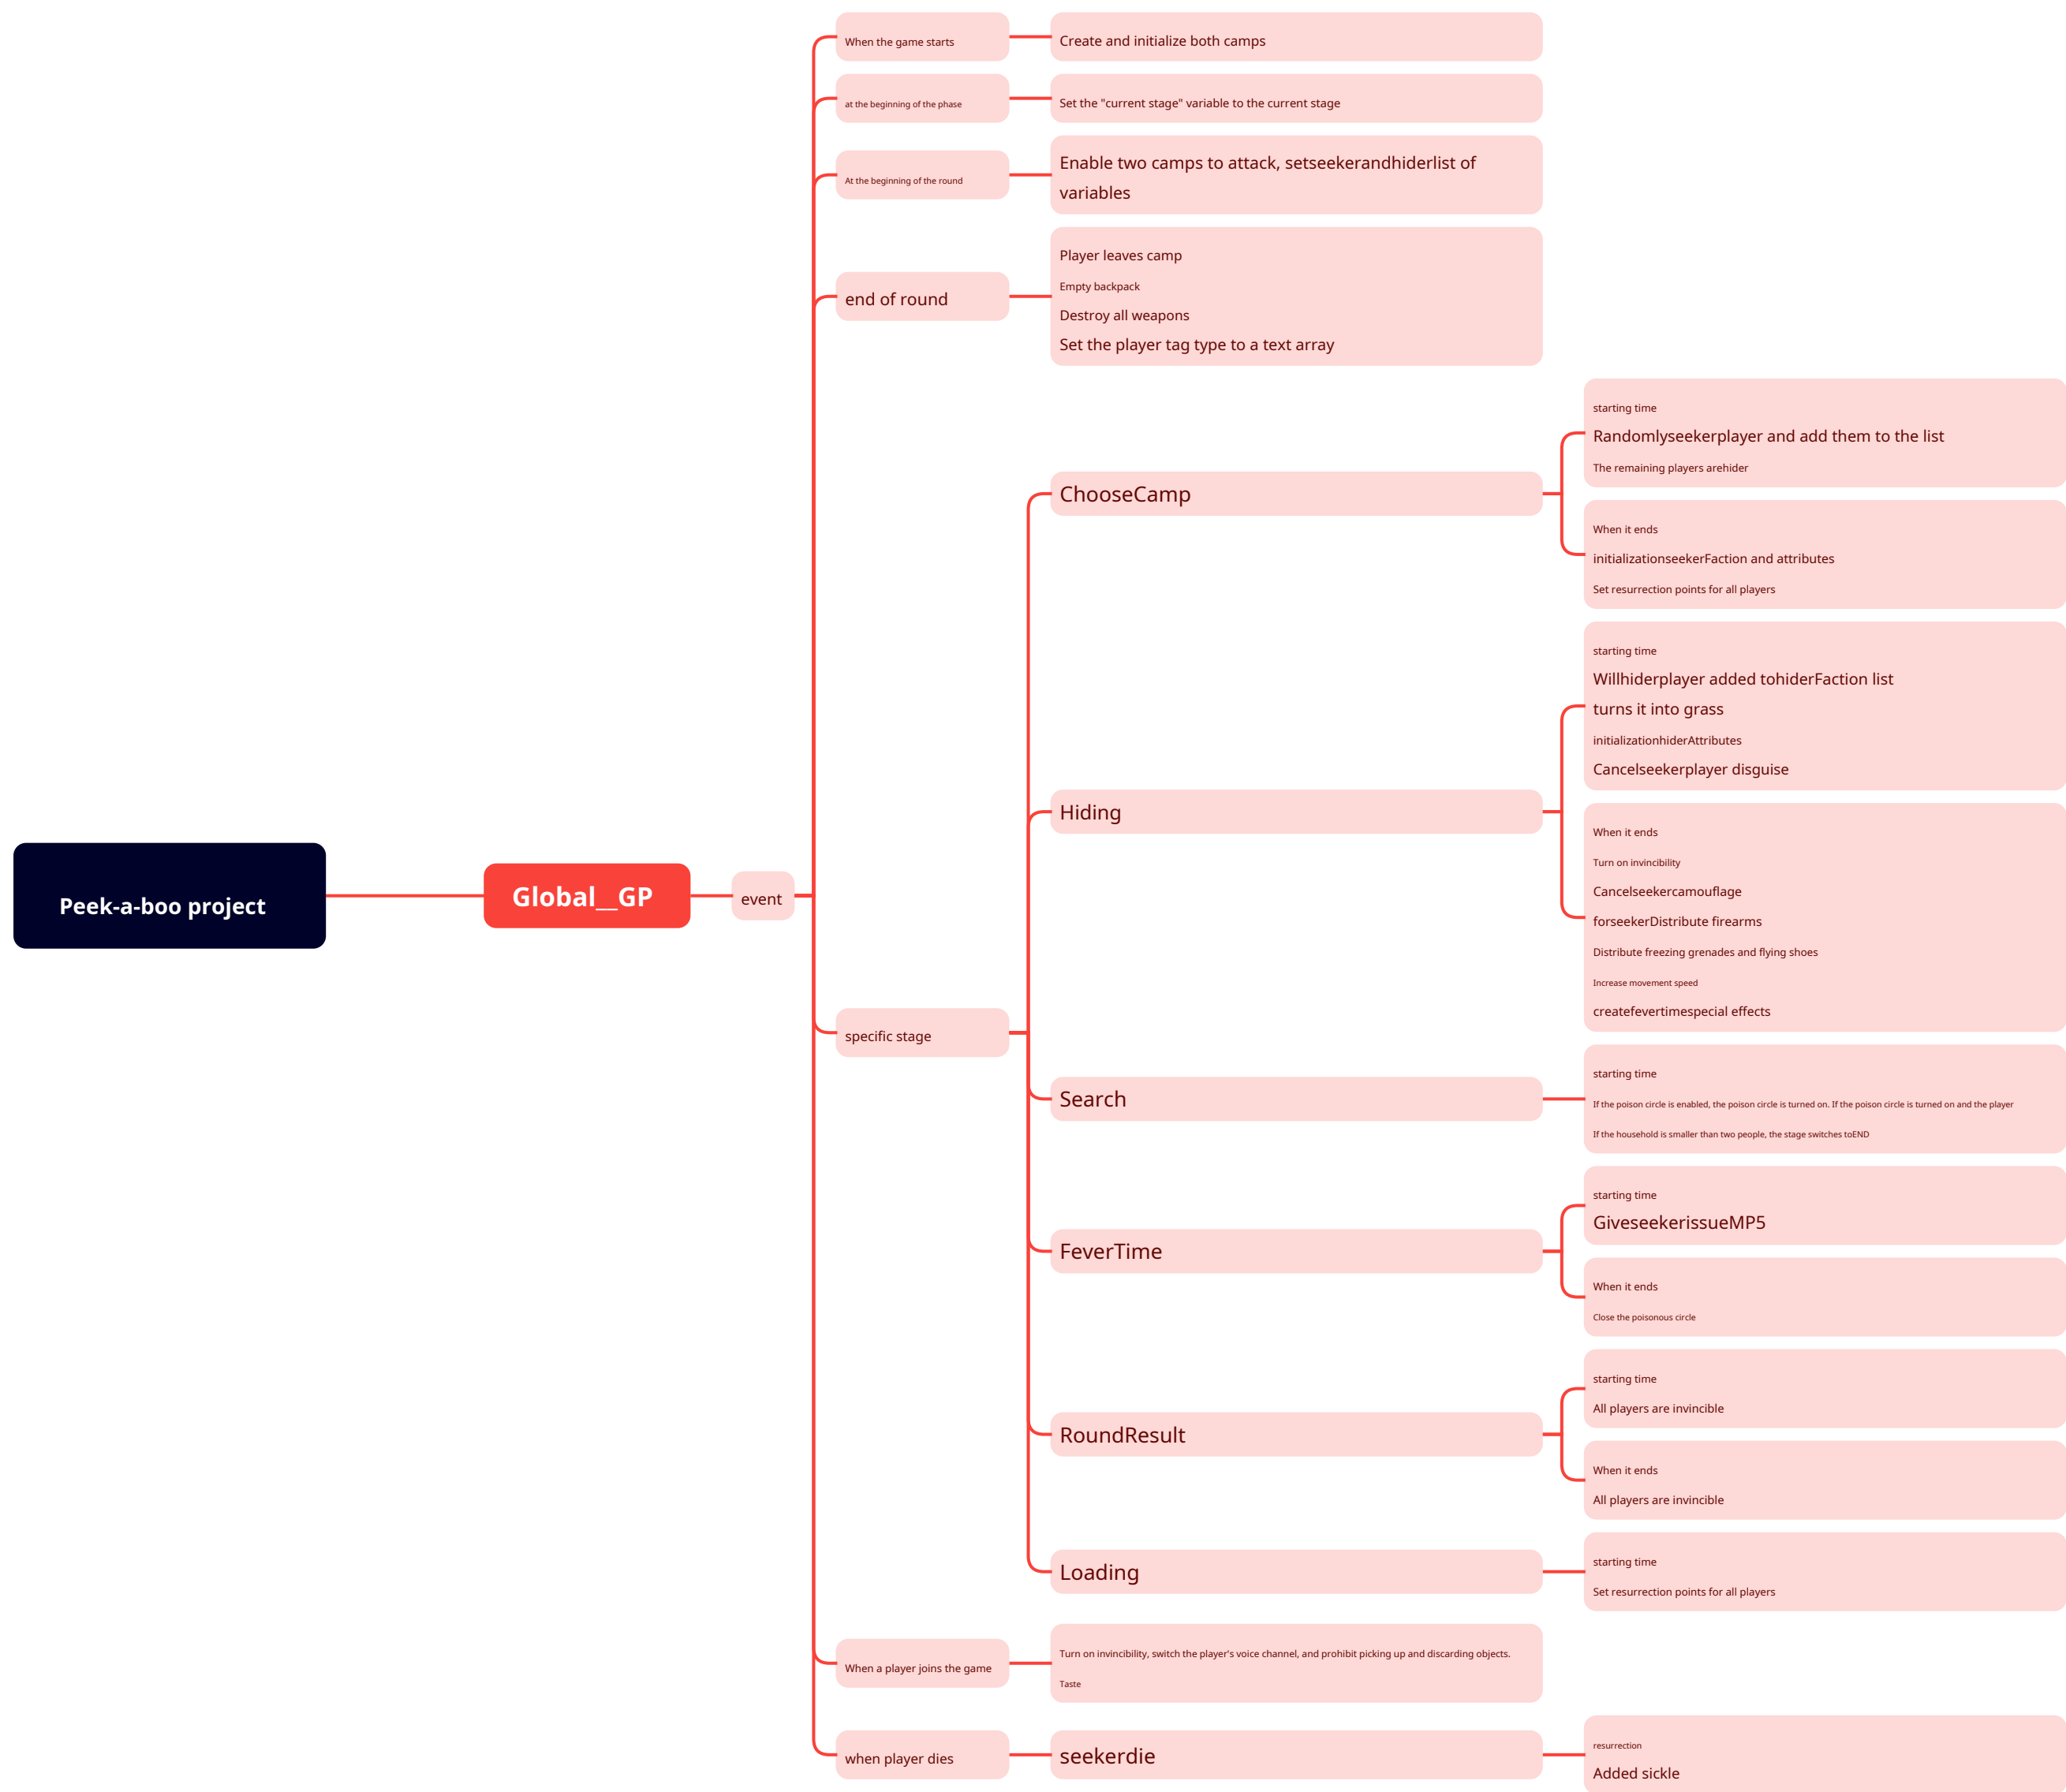 When the game starts
Create and initialize both camps
at the beginning of the phase
Set the "current stage" variable to the current stage
At the beginning of the round
Enable two camps to attack, setseekerandhiderlist of
variables
end of round
Player leaves camp
Empty backpack
Destroy all weapons
Set the player tag type to a text array
Peek-a-boo project
Global__GP
event
specific stage
ChooseCamp
starting time
Randomlyseekerplayer and add them to the list
The remaining players arehider
When it ends
initializationseekerFaction and attributes
Set resurrection points for all players
Hiding
starting time
Willhiderplayer added tohiderFaction list
turns it into grass
initializationhiderAttributes
Cancelseekerplayer disguise
When it ends
Turn on invincibility
Cancelseekercamouflage
forseekerDistribute firearms
Distribute freezing grenades and flying shoes
Increase movement speed
createfevertimespecial effects
Search
starting time
If the poison circle is enabled, the poison circle is turned on. If the poison circle is turned on and the player
If the household is smaller than two people, the stage switches toEND
FeverTime
starting time
GiveseekerissueMP5
When it ends
Close the poisonous circle
RoundResult
starting time
All players are invincible
When it ends
All players are invincible
Loading
starting time
Set resurrection points for all players
When a player joins the game
Turn on invincibility, switch the player's voice channel, and prohibit picking up and discarding objects.
Taste
when player dies
seekerdie
resurrection
Added sickle